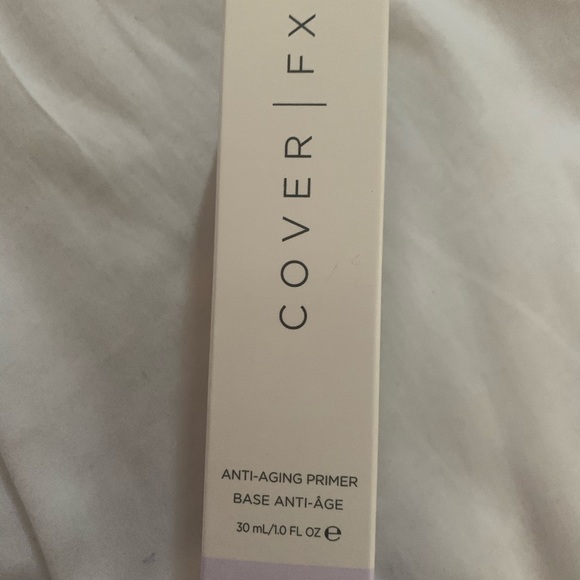 COVER | FX
ANTI-AGING PRIMER
BASE ANTI-ÂGE
30 mL/1.0 FL OZ ℮